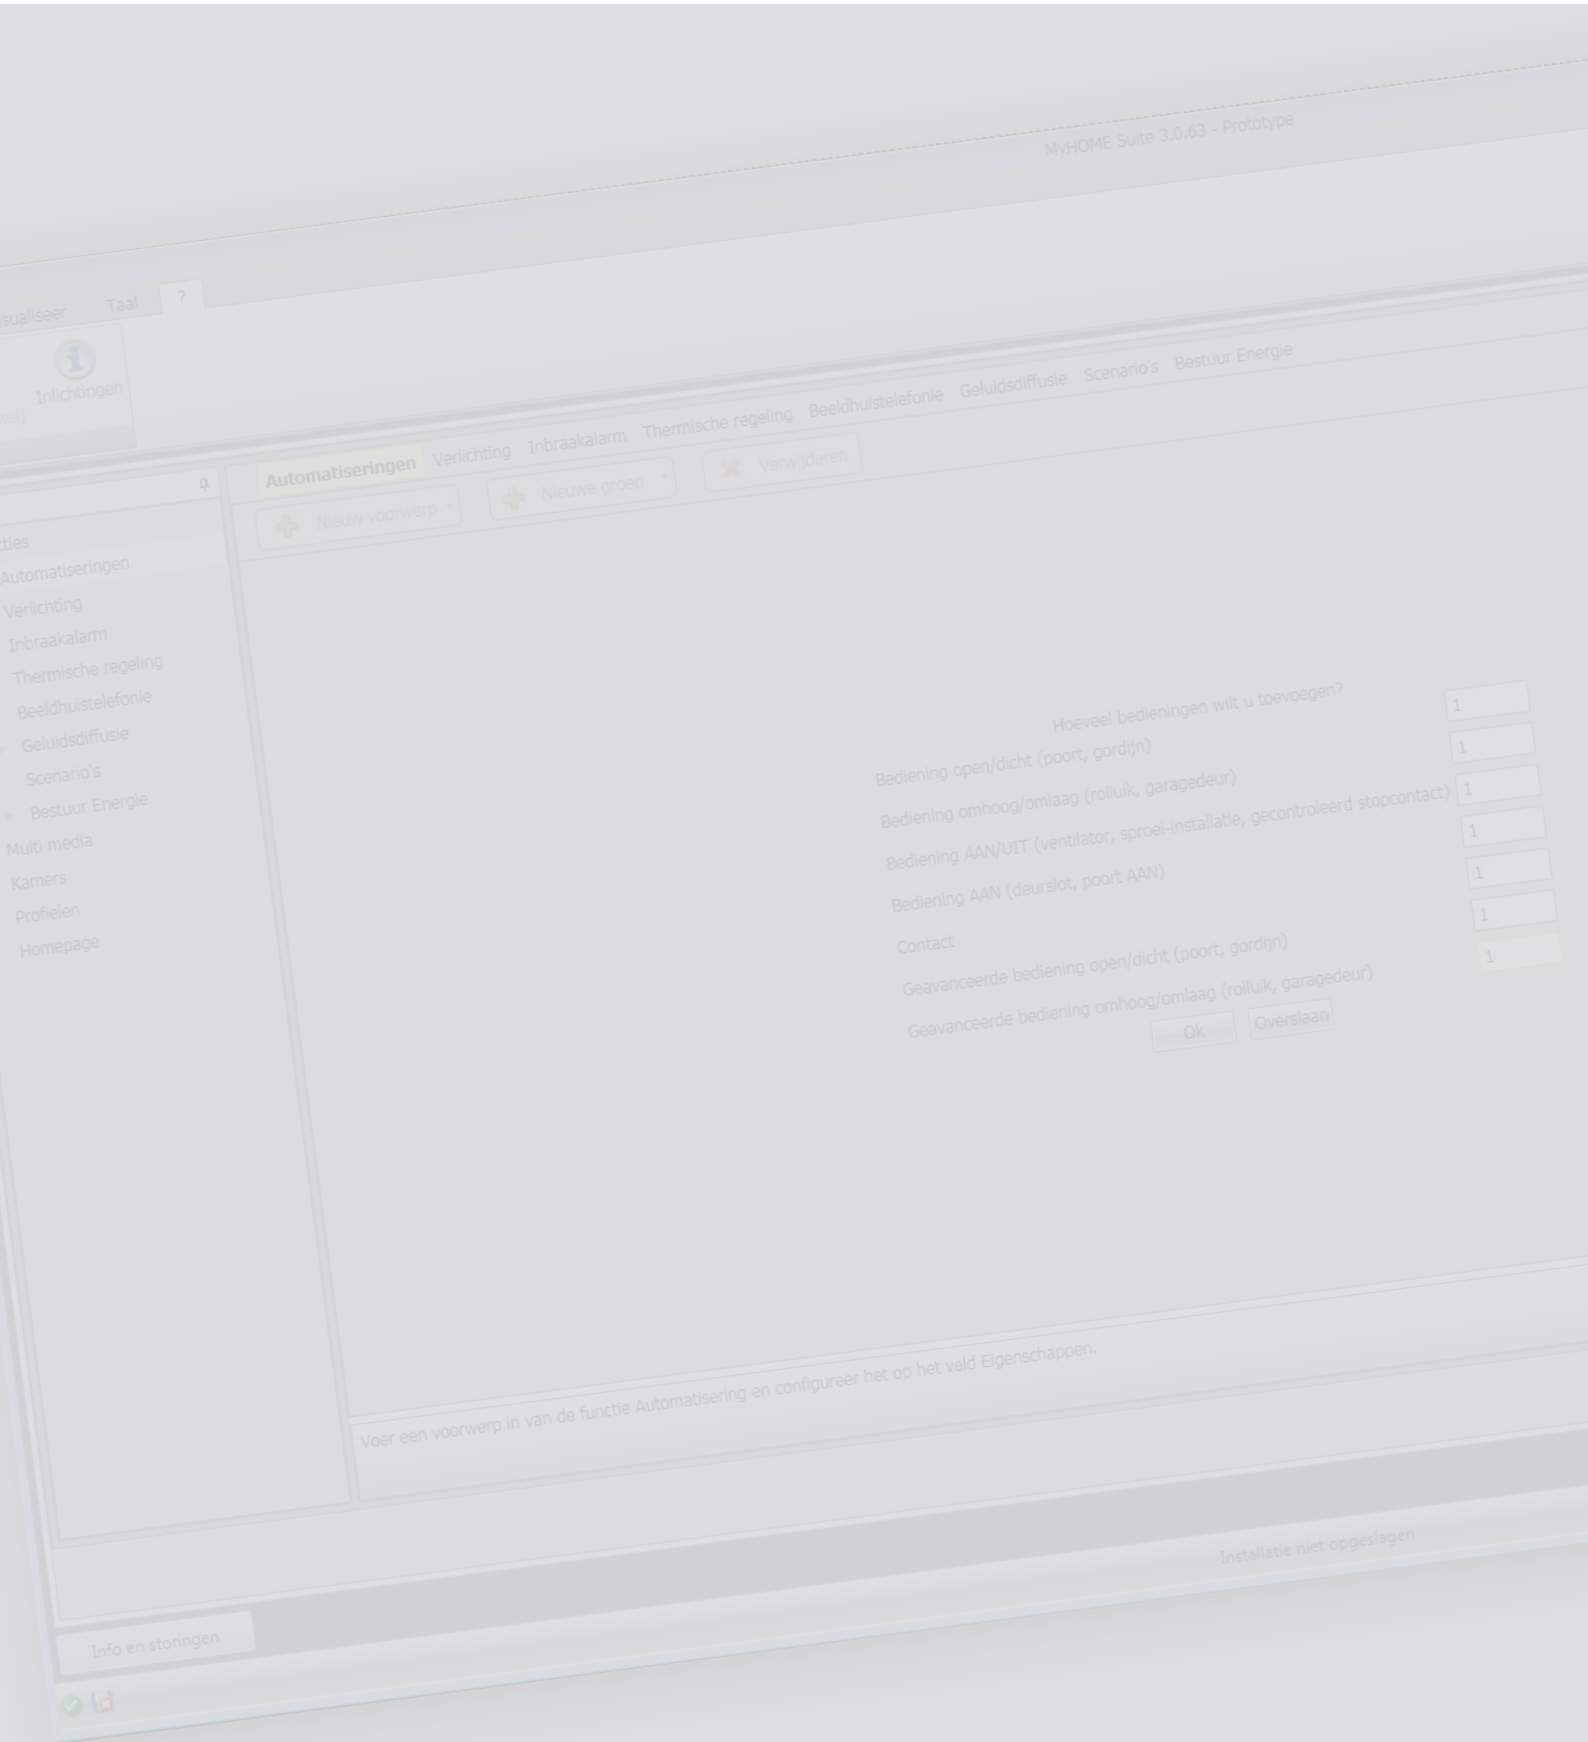 MyHOME Suite 3.0.63 - Prototype
sualiseer Taal ?
Inlichtingen
Automatiseringen Verlichting Inbraakalarm Thermische regeling Beeldhuistelefonie Geluidsdiffusie Scenario's Bestuur Energie
Nieuw voorwerp Nieuwe groep Verwijderen
cties
Automatiseringen
Verlichting
Inbraakalarm
Thermische regeling
Beeldhuistelefonie
Geluidsdiffusie
Scenario's
Bestuur Energie
Multi media
Kamers
Profielen
Homepage
Hoeveel bedieningen wilt u toevoegen?
Bediening open/dicht (poort, gordijn) 1
Bediening omhoog/omlaag (rolluik, garagedeur) 1
Bediening AAN/UIT (ventilator, sproei-installatie, gecontroleerd stopcontact) 1
Bediening AAN (deurslot, poort AAN) 1
Contact 1
Geavanceerde bediening open/dicht (poort, gordijn) 1
Geavanceerde bediening omhoog/omlaag (rolluik, garagedeur) 1
Ok Overslaan
Voer een voorwerp in van de functie Automatisering en configureer het op het veld Eigenschappen.
Installatie niet opgeslagen
Info en storingen